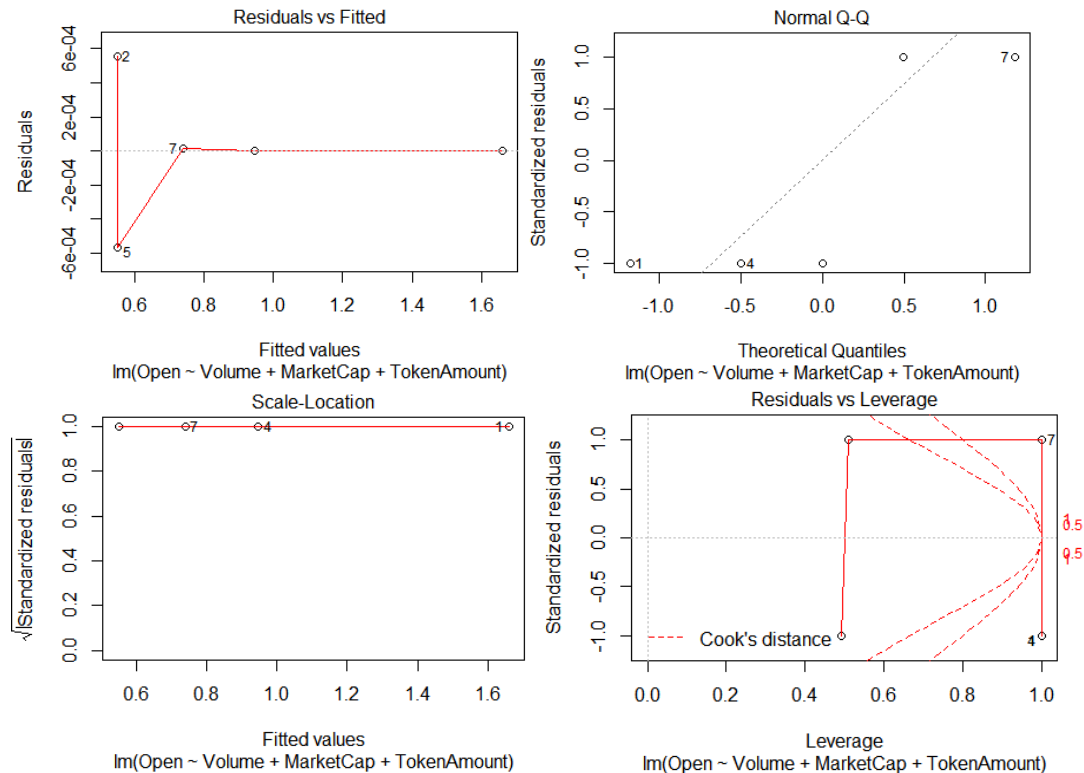 Residuals vs Fitted
Residuals
6e-04
2e-04
-2e-04
-6e-04
2
7
5
0.6 0.8 1.0 1.2 1.4 1.6
Fitted values
lm(Open ~ Volume + MarketCap + TokenAmount)
Normal Q-Q
Standardized residuals
1.0
0.5
0.0
-0.5
-1.0
7
1
4
-1.0 -0.5 0.0 0.5 1.0
Theoretical Quantiles
lm(Open ~ Volume + MarketCap + TokenAmount)
Scale-Location
√|Standardized residuals|
1.0
0.8
0.6
0.4
0.2
0.0
7
4
1
0.6 0.8 1.0 1.2 1.4 1.6
Fitted values
lm(Open ~ Volume + MarketCap + TokenAmount)
Residuals vs Leverage
Standardized residuals
1.0
0.5
0.0
-0.5
-1.0
7
1
0.5
0.5
1
4
Cook's distance
0.0 0.2 0.4 0.6 0.8 1.0
Leverage
lm(Open ~ Volume + MarketCap + TokenAmount)